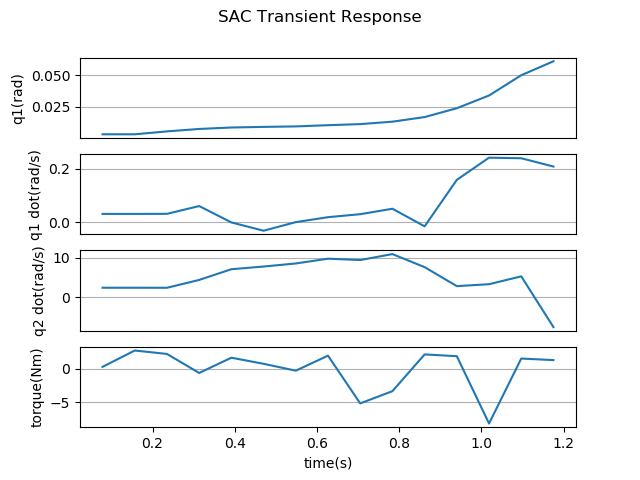 SAC Transient Response
q1(rad)
0.050
0.025
q1 dot(rad/s)
0.2
0.0
q2 dot(rad/s)
10
0
torque(Nm)
0
−5
0.2 0.4 0.6 0.8 1.0 1.2
time(s)